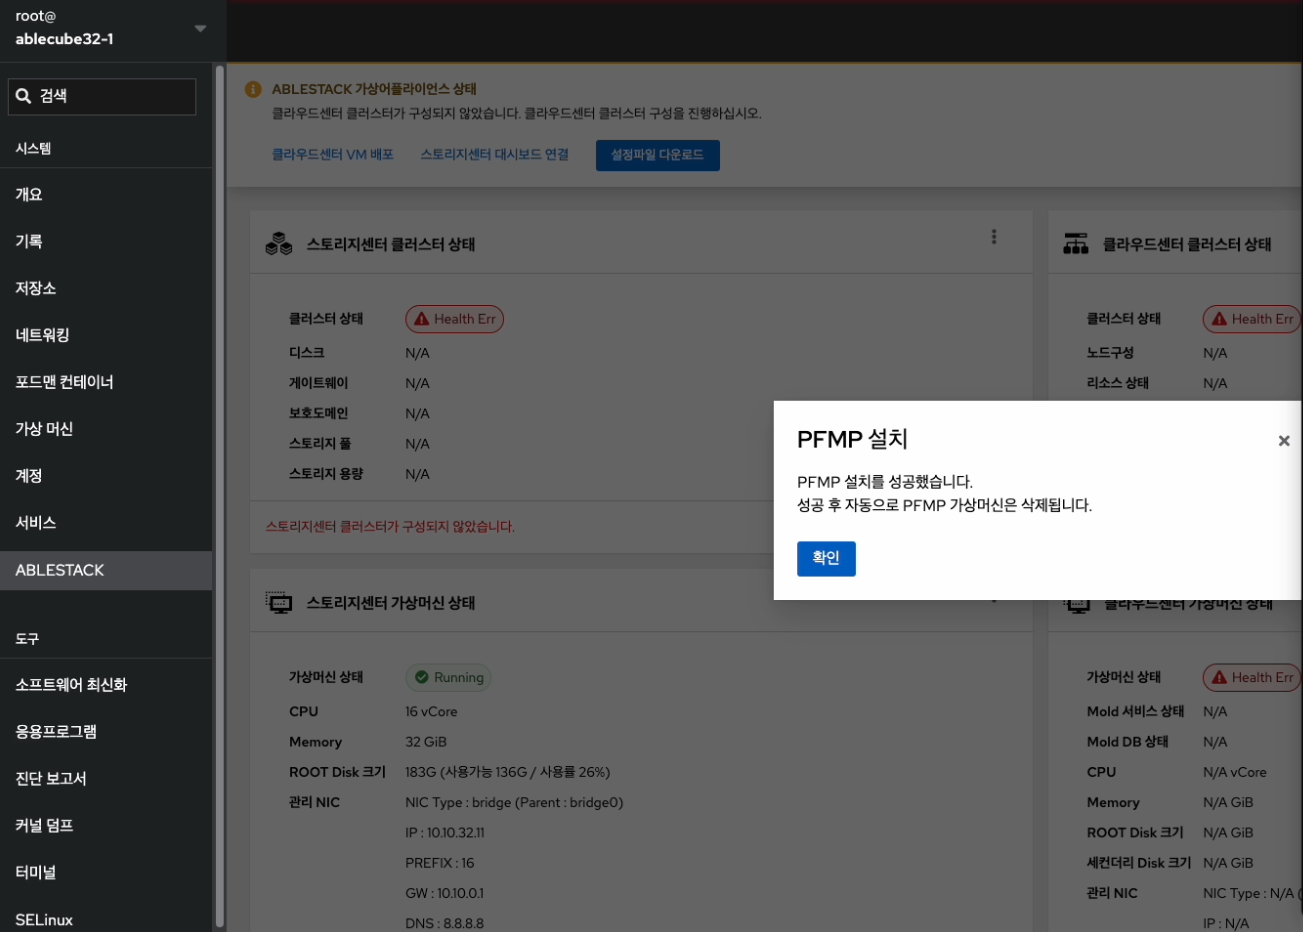 root@
ablecube32-1
검색
시스템
개요
기록
저장소
네트워킹
포드맨 컨테이너
가상 머신
계정
서비스
ABLESTACK
도구
소프트웨어 최신화
응용프로그램
진단 보고서
커널 덤프
터미널
SELinux
ABLESTACK 가상어플라이언스 상태
클라우드센터 클러스터가 구성되지 않았습니다. 클라우드센터 클러스터 구성을 진행하십시오.
클라우드센터 VM 배포 스토리지센터 대시보드 연결 설정파일 다운로드
스토리지센터 클러스터 상태
클러스터 상태 Health Err
디스크 N/A
게이트웨이 N/A
보호도메인 N/A
스토리지 풀 N/A
스토리지 용량 N/A
스토리지센터 클러스터가 구성되지 않았습니다.
클라우드센터 클러스터 상태
클러스터 상태 Health Err
노드구성 N/A
리소스 상태 N/A
PFMP 설치
PFMP 설치를 성공했습니다.
성공 후 자동으로 PFMP 가상머신은 삭제됩니다.
확인
스토리지센터 가상머신 상태
가상머신 상태 Running
CPU 16 vCore
Memory 32 GiB
ROOT Disk 크기 183G (사용가능 136G / 사용률 26%)
관리 NIC NIC Type : bridge (Parent : bridge0)
IP : 10.10.32.11
PREFIX : 16
GW : 10.10.0.1
DNS : 8.8.8.8
클라우드센터 가상머신 상태
가상머신 상태 Health Err
Mold 서비스 상태 N/A
Mold DB 상태 N/A
CPU N/A vCore
Memory N/A GiB
ROOT Disk 크기 N/A GiB
세컨더리 Disk 크기 N/A GiB
관리 NIC NIC Type : N/A (
IP : N/A